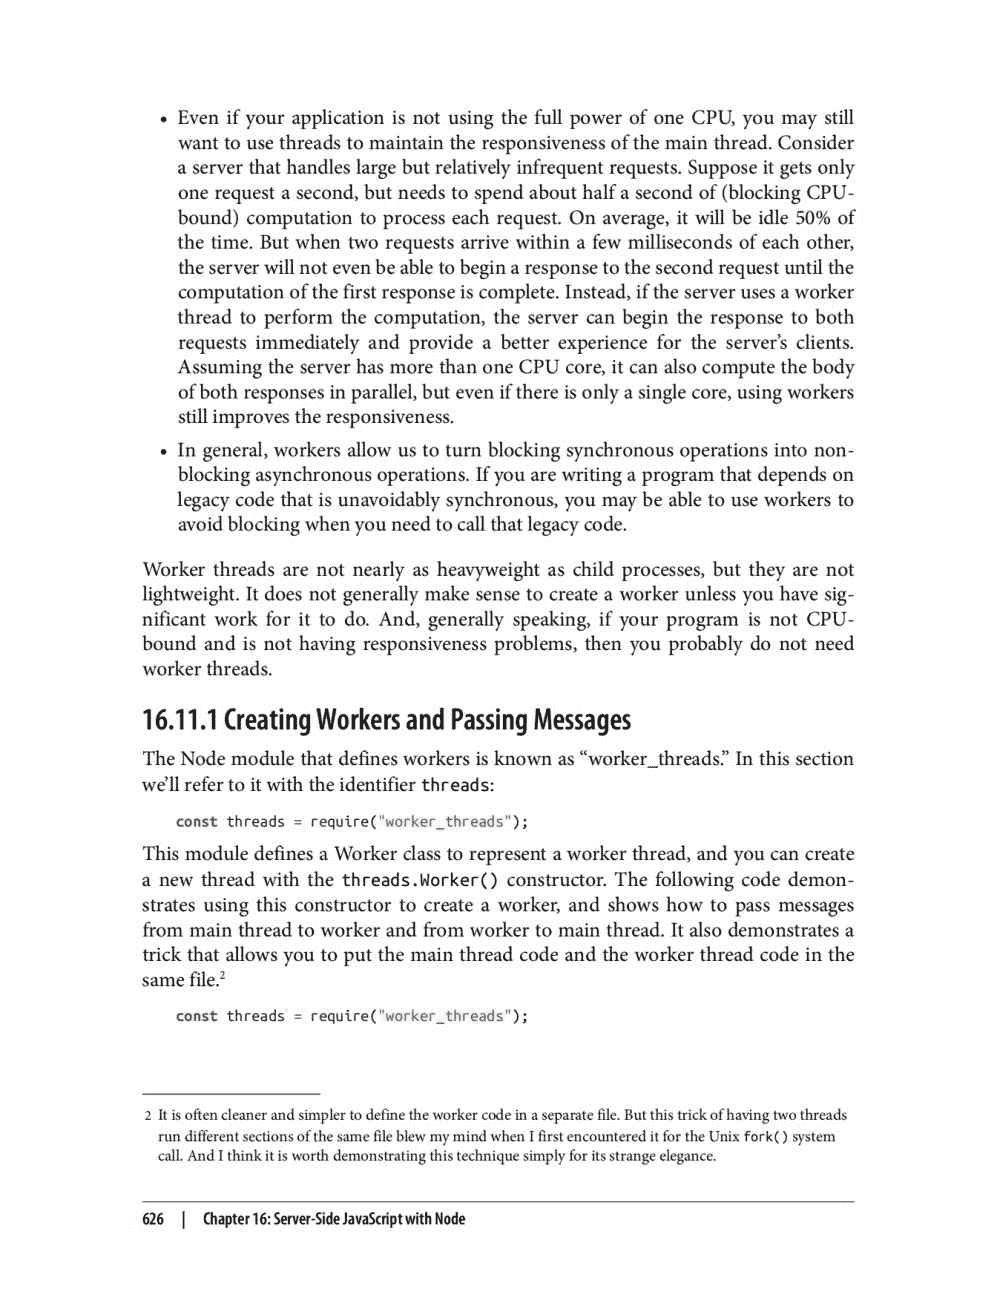 • Even if your application is not using the full power of one CPU, you may still
want to use threads to maintain the responsiveness of the main thread. Consider
a server that handles large but relatively infrequent requests. Suppose it gets only
one request a second, but needs to spend about half a second of (blocking CPU-
bound) computation to process each request. On average, it will be idle 50% of
the time. But when two requests arrive within a few milliseconds of each other,
the server will not even be able to begin a response to the second request until the
computation of the first response is complete. Instead, if the server uses a worker
thread to perform the computation, the server can begin the response to both
requests immediately and provide a better experience for the server’s clients.
Assuming the server has more than one CPU core, it can also compute the body
of both responses in parallel, but even if there is only a single core, using workers
still improves the responsiveness.
• In general, workers allow us to turn blocking synchronous operations into non-
blocking asynchronous operations. If you are writing a program that depends on
legacy code that is unavoidably synchronous, you may be able to use workers to
avoid blocking when you need to call that legacy code.
Worker threads are not nearly as heavyweight as child processes, but they are not
lightweight. It does not generally make sense to create a worker unless you have sig-
nificant work for it to do. And, generally speaking, if your program is not CPU-
bound and is not having responsiveness problems, then you probably do not need
worker threads.
16.11.1 Creating Workers and Passing Messages
The Node module that defines workers is known as “worker_threads.” In this section
we’ll refer to it with the identifier threads:
const threads = require("worker_threads");
This module defines a Worker class to represent a worker thread, and you can create
a new thread with the threads.Worker() constructor. The following code demon-
strates using this constructor to create a worker, and shows how to pass messages
from main thread to worker and from worker to main thread. It also demonstrates a
trick that allows you to put the main thread code and the worker thread code in the
same file.2
const threads = require("worker_threads");
2 It is often cleaner and simpler to define the worker code in a separate file. But this trick of having two threads
run different sections of the same file blew my mind when I first encountered it for the Unix fork() system
call. And I think it is worth demonstrating this technique simply for its strange elegance.
626 | Chapter 16: Server-Side JavaScript with Node